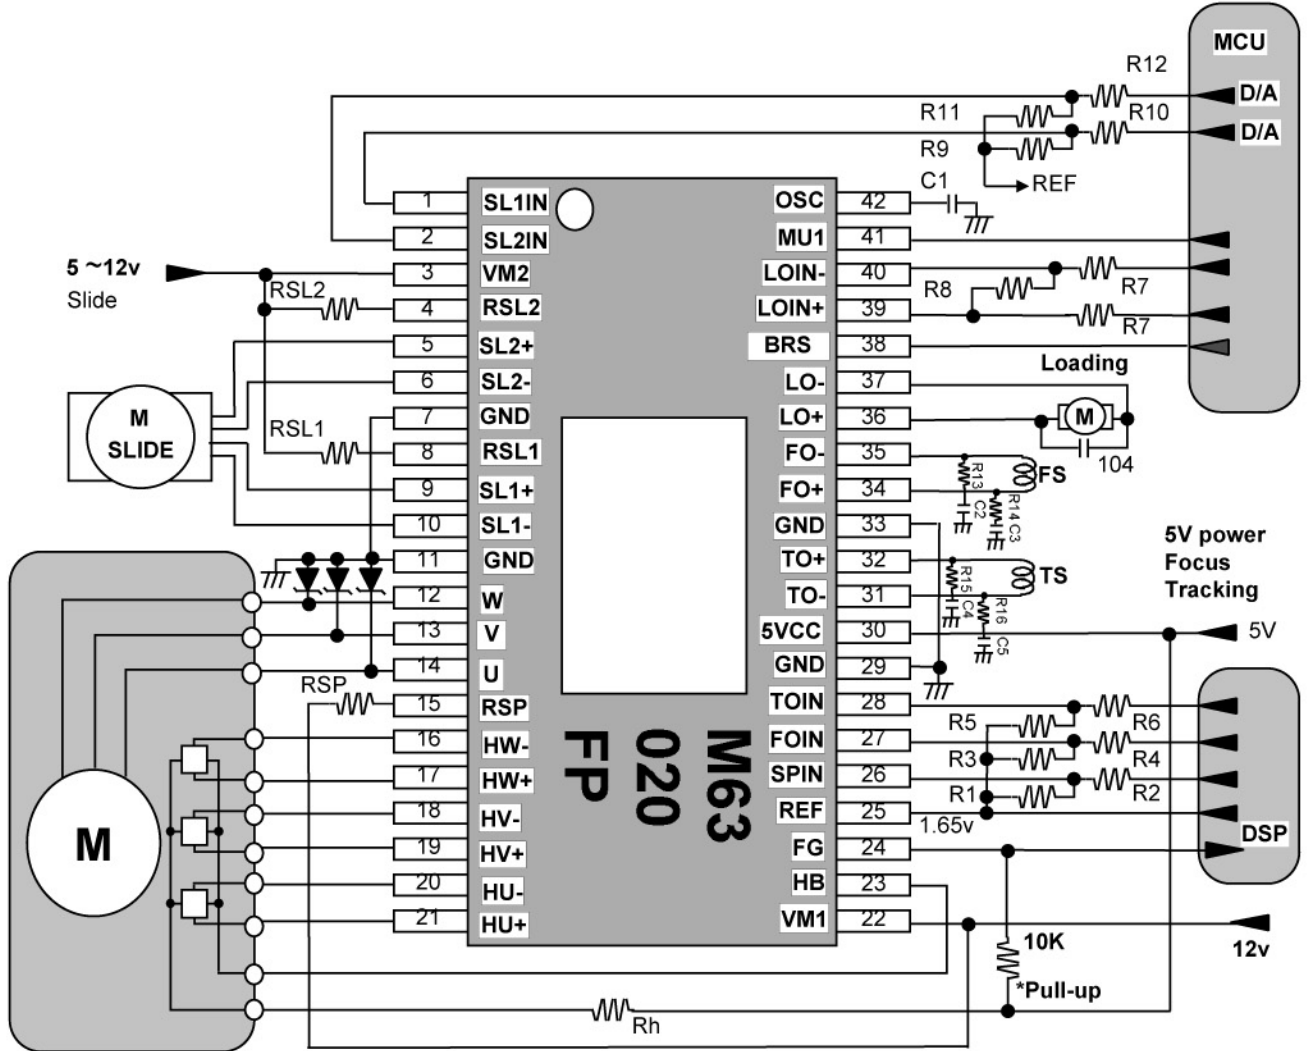 MCU
R12
D/A
R11
R10
D/A
R9
REF
C1
1 SL1IN
OSC 42
2 SL2IN
MU1 41
5 ~12v
Slide
3 VM2
LOIN- 40
R7
RSL2
4 RSL2
R8
LOIN+ 39
R7
5 SL2+
BRS 38
Loading
6 SL2-
LO- 37
M
SLIDE
7 GND
LO+ 36
M
104
RSL1
8 RSL1
FO- 35
R13
C2
FS
9 SL1+
FO+ 34
R14
C3
10 SL1-
GND 33
5V power
Focus
Tracking
11 GND
TO+ 32
R15
C4
TS
12 W
TO- 31
R16
C5
13 V
5VCC 30
5V
14 U
GND 29
RSP
15 RSP
TOIN 28
R5
R6
16 HW-
FOIN 27
R3
R4
17 HW+
SPIN 26
R1
R2
18 HV-
REF 25
1.65v
DSP
19 HV+
FG 24
20 HU-
HB 23
21 HU+
VM1 22
12v
M63
020
FP
M
10K
*Pull-up
Rh